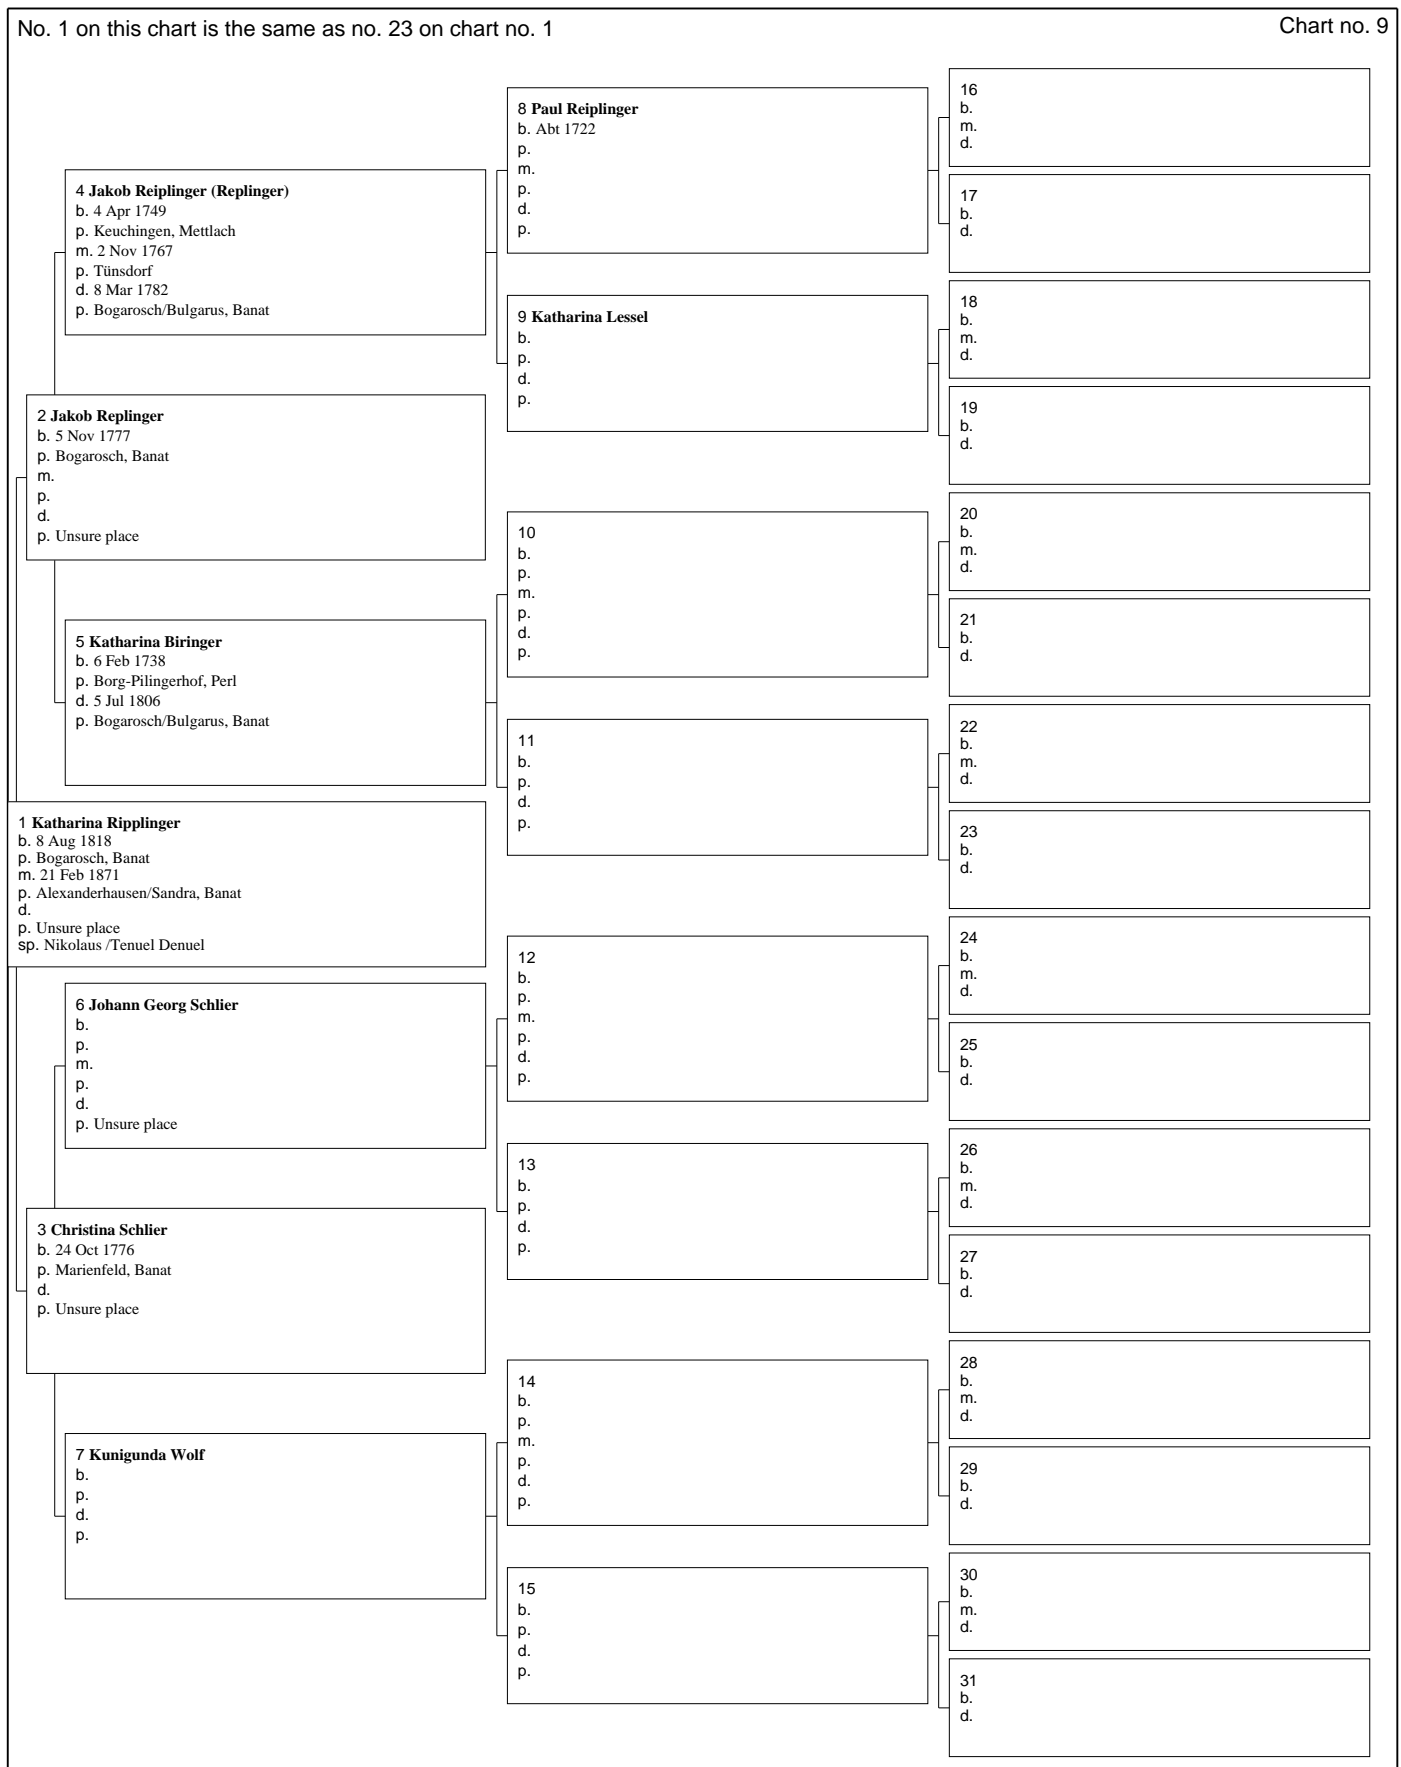 No. 1 on this chart is the same as no. 23 on chart no. 1
Chart no. 9
8 Paul Reiplinger
b. Abt 1722
p.
m.
p.
d.
p.
4 Jakob Reiplinger (Replinger)
b. 4 Apr 1749
p. Keuchingen, Mettlach
m. 2 Nov 1767
p. Tünsdorf
d. 8 Mar 1782
p. Bogarosch/Bulgarus, Banat
9 Katharina Lessel
b.
p.
d.
p.
2 Jakob Replinger
b. 5 Nov 1777
p. Bogarosch, Banat
m.
p.
d.
p. Unsure place
10
b.
p.
m.
p.
d.
p.
5 Katharina Biringer
b. 6 Feb 1738
p. Borg-Pilingerhof, Perl
d. 5 Jul 1806
p. Bogarosch/Bulgarus, Banat
11
b.
p.
d.
p.
1 Katharina Ripplinger
b. 8 Aug 1818
p. Bogarosch, Banat
m. 21 Feb 1871
p. Alexanderhausen/Sandra, Banat
d.
p. Unsure place
sp. Nikolaus /Tenuel Denuel
12
b.
p.
m.
p.
d.
p.
6 Johann Georg Schlier
b.
p.
m.
p.
d.
p. Unsure place
13
b.
p.
d.
p.
3 Christina Schlier
b. 24 Oct 1776
p. Marienfeld, Banat
d.
p. Unsure place
14
b.
p.
m.
p.
d.
p.
7 Kunigunda Wolf
b.
p.
d.
p.
15
b.
p.
d.
p.
16
b.
m.
d.
17
b.
d.
18
b.
m.
d.
19
b.
d.
20
b.
m.
d.
21
b.
d.
22
b.
m.
d.
23
b.
d.
24
b.
m.
d.
25
b.
d.
26
b.
m.
d.
27
b.
d.
28
b.
m.
d.
29
b.
d.
30
b.
m.
d.
31
b.
d.